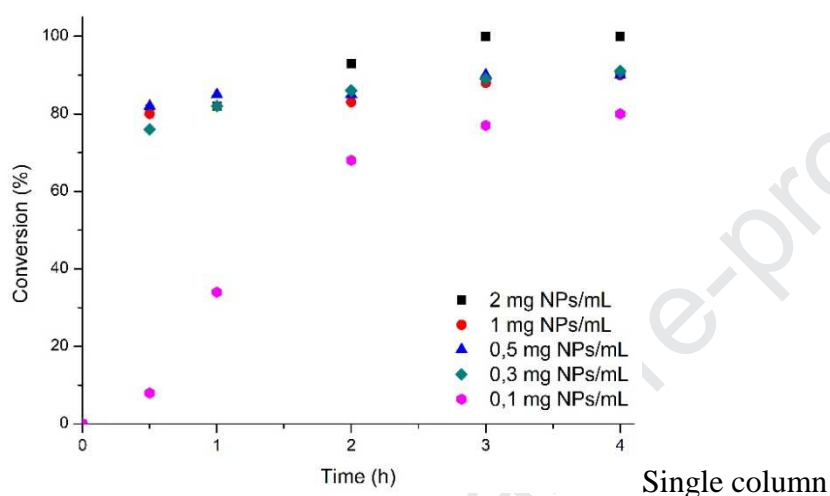 100
80
60
40
20
0
Conversion (%)
2 mg NPs/mL
1 mg NPs/mL
0,5 mg NPs/mL
0,3 mg NPs/mL
0,1 mg NPs/mL
0 1 2 3 4
Time (h)
Single column